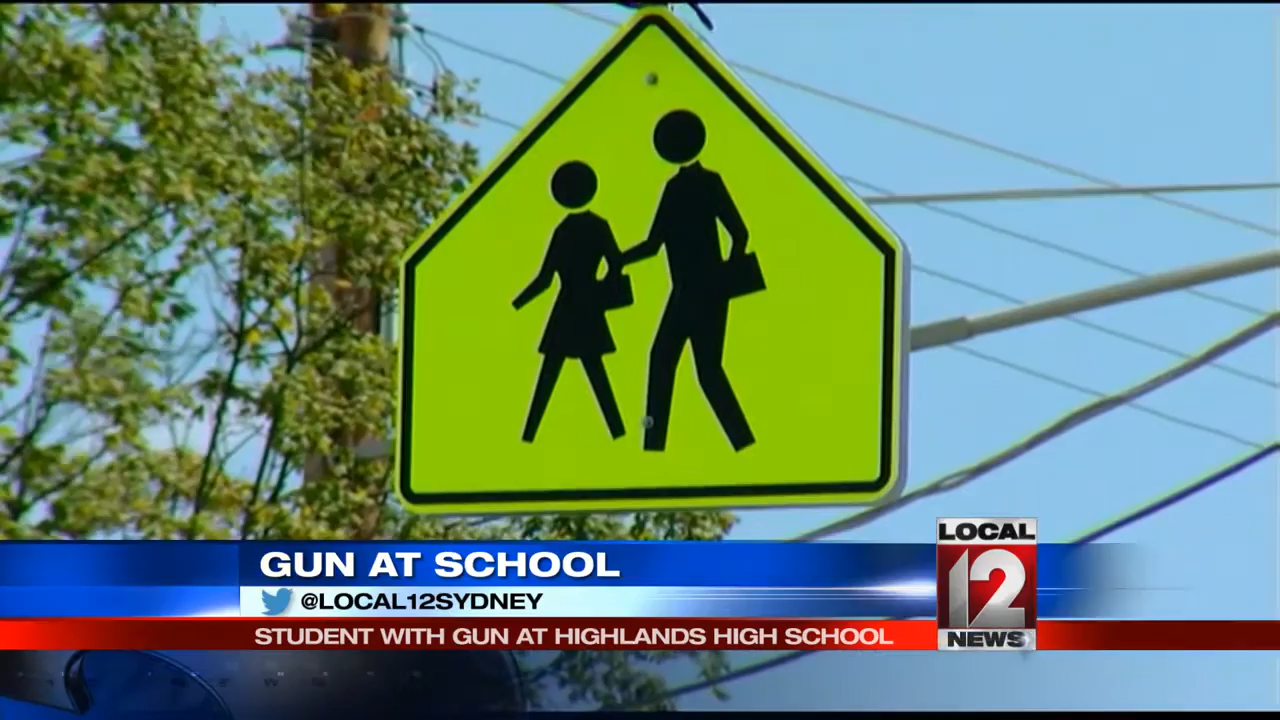 GUN AT SCHOOL
@LOCAL12SYDNEY
STUDENT WITH GUN AT HIGHLANDS HIGH SCHOOL
LOCAL
12
NEWS